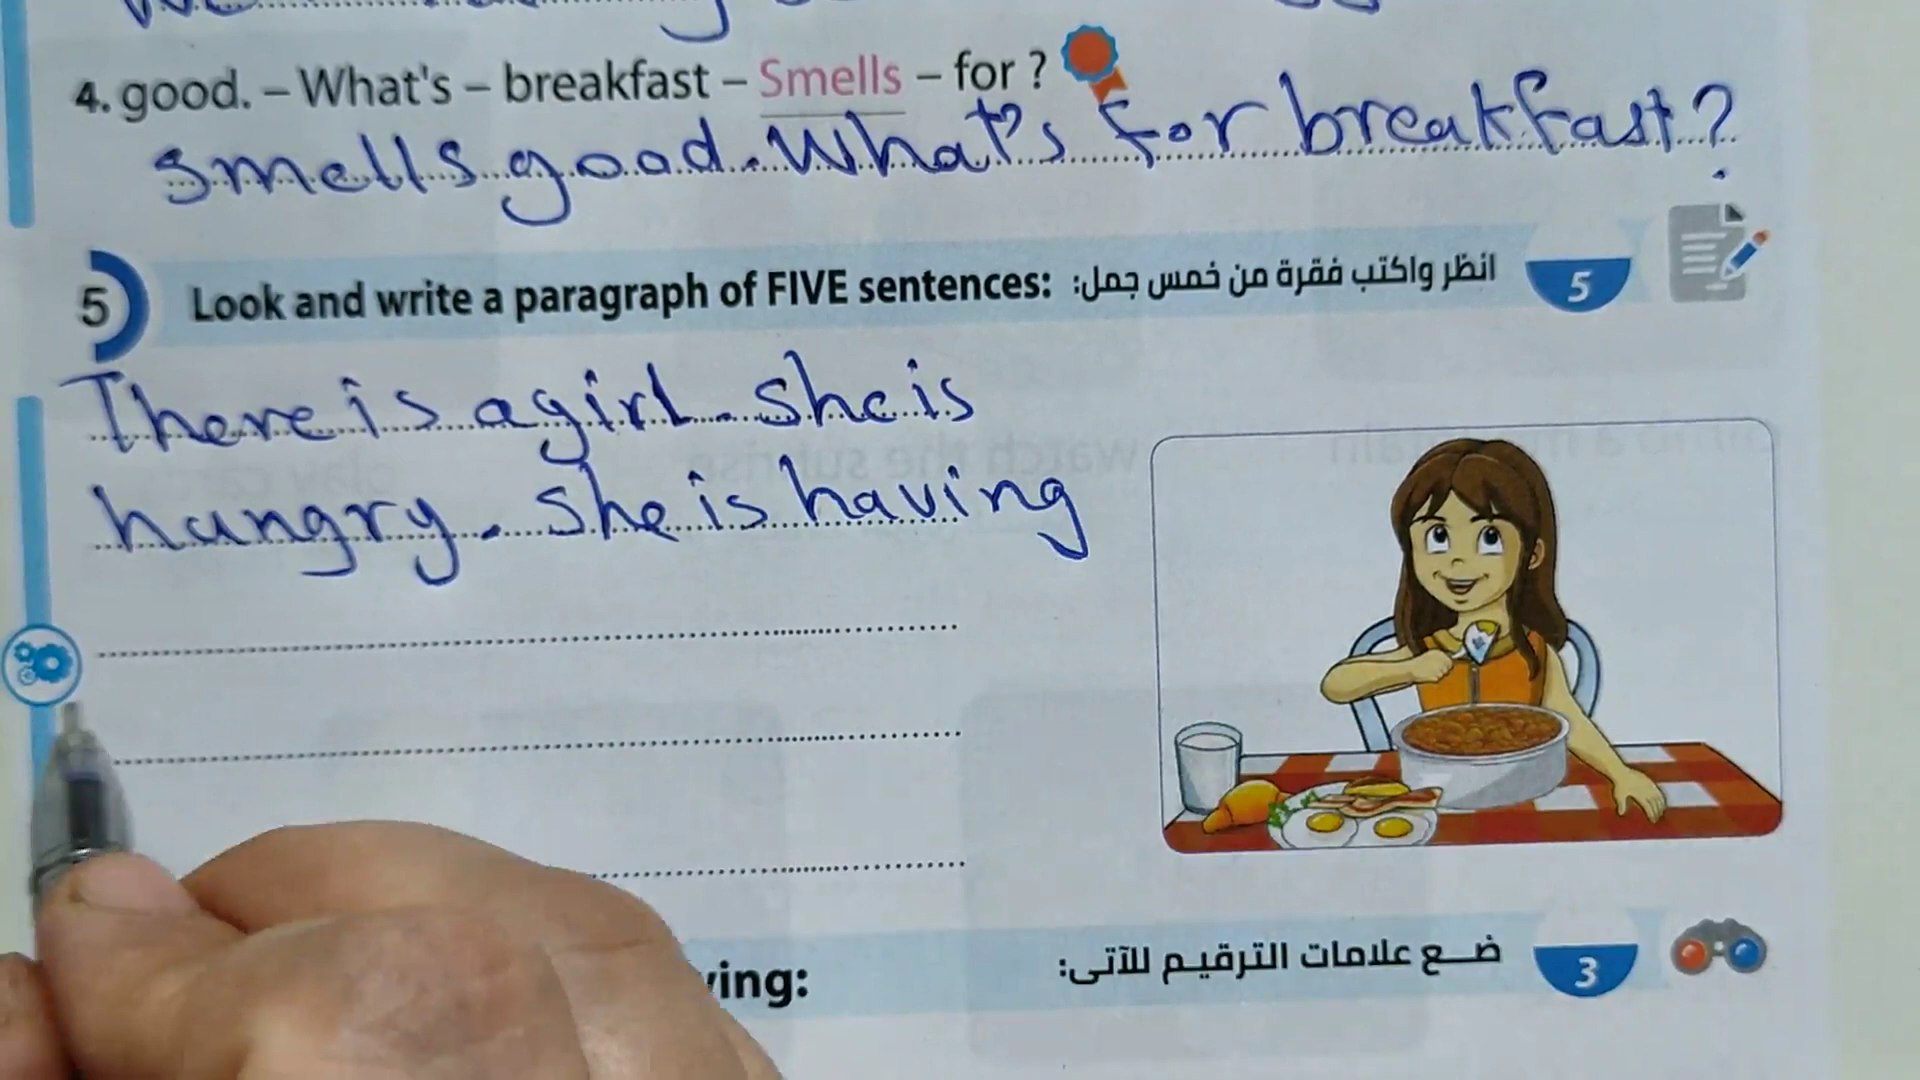 4. good. – What's – breakfast – Smells – for ?
Smells good. What's for breakfast?
5 Look and write a paragraph of FIVE sentences: انظر واكتب فقرة من خمس جمل: 5
There is a girl. She is
hungry. She is having
ing: ضع علامات الترقيم للآتى: 3